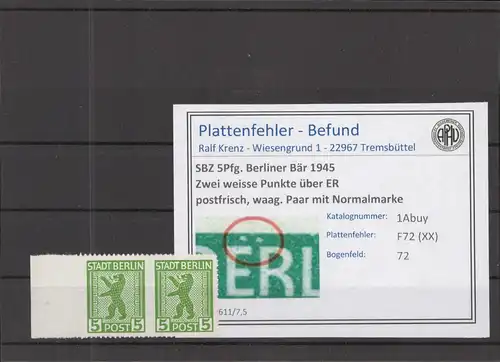 Plattenfehler - Befund
Ralf Krenz - Wiesengrund 1 - 22967 Tremsbüttel
SBZ 5Pfg. Berliner Bär 1945
Zwei weisse Punkte über ER
postfrisch, waag. Paar mit Normalmarke
Katalognummer: 1Abuy
Plattenfehler: F72 (XX)
Bogenfeld: 72
ERL
611/7,5
STADT BERLIN STADT BERLIN
5 POST 5 5 POST 5